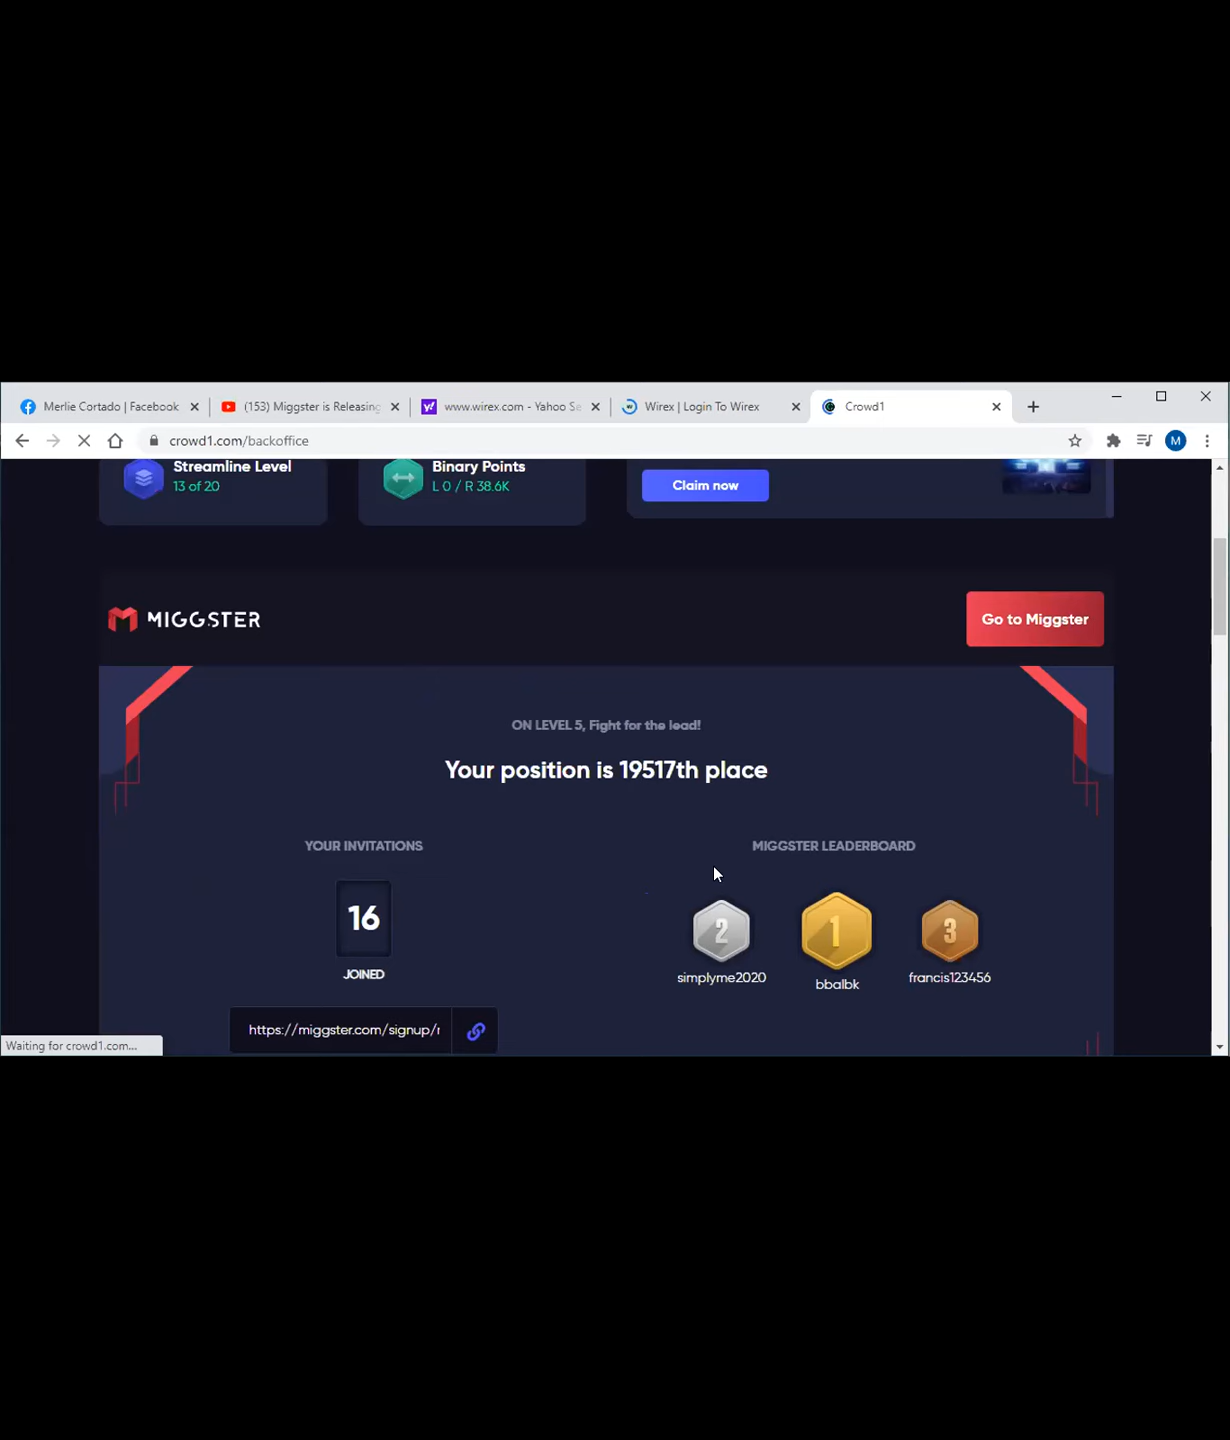 Merlie Cortado | Facebook
(153) Miggster is Releasing
www.wirex.com - Yahoo Se
Wirex | Login To Wirex
Crowd1
crowd1.com/backoffice
M
Streamline Level
13 of 20
Binary Points
L 0 / R 38.6K
Claim now
MIGGSTER
Go to Miggster
ON LEVEL 5, Fight for the lead!
Your position is 19517th place
YOUR INVITATIONS
MIGGSTER LEADERBOARD
16
JOINED
2
1
3
simplyme2020
bbalbk
francis123456
https://miggster.com/signup/r
Waiting for crowd1.com...